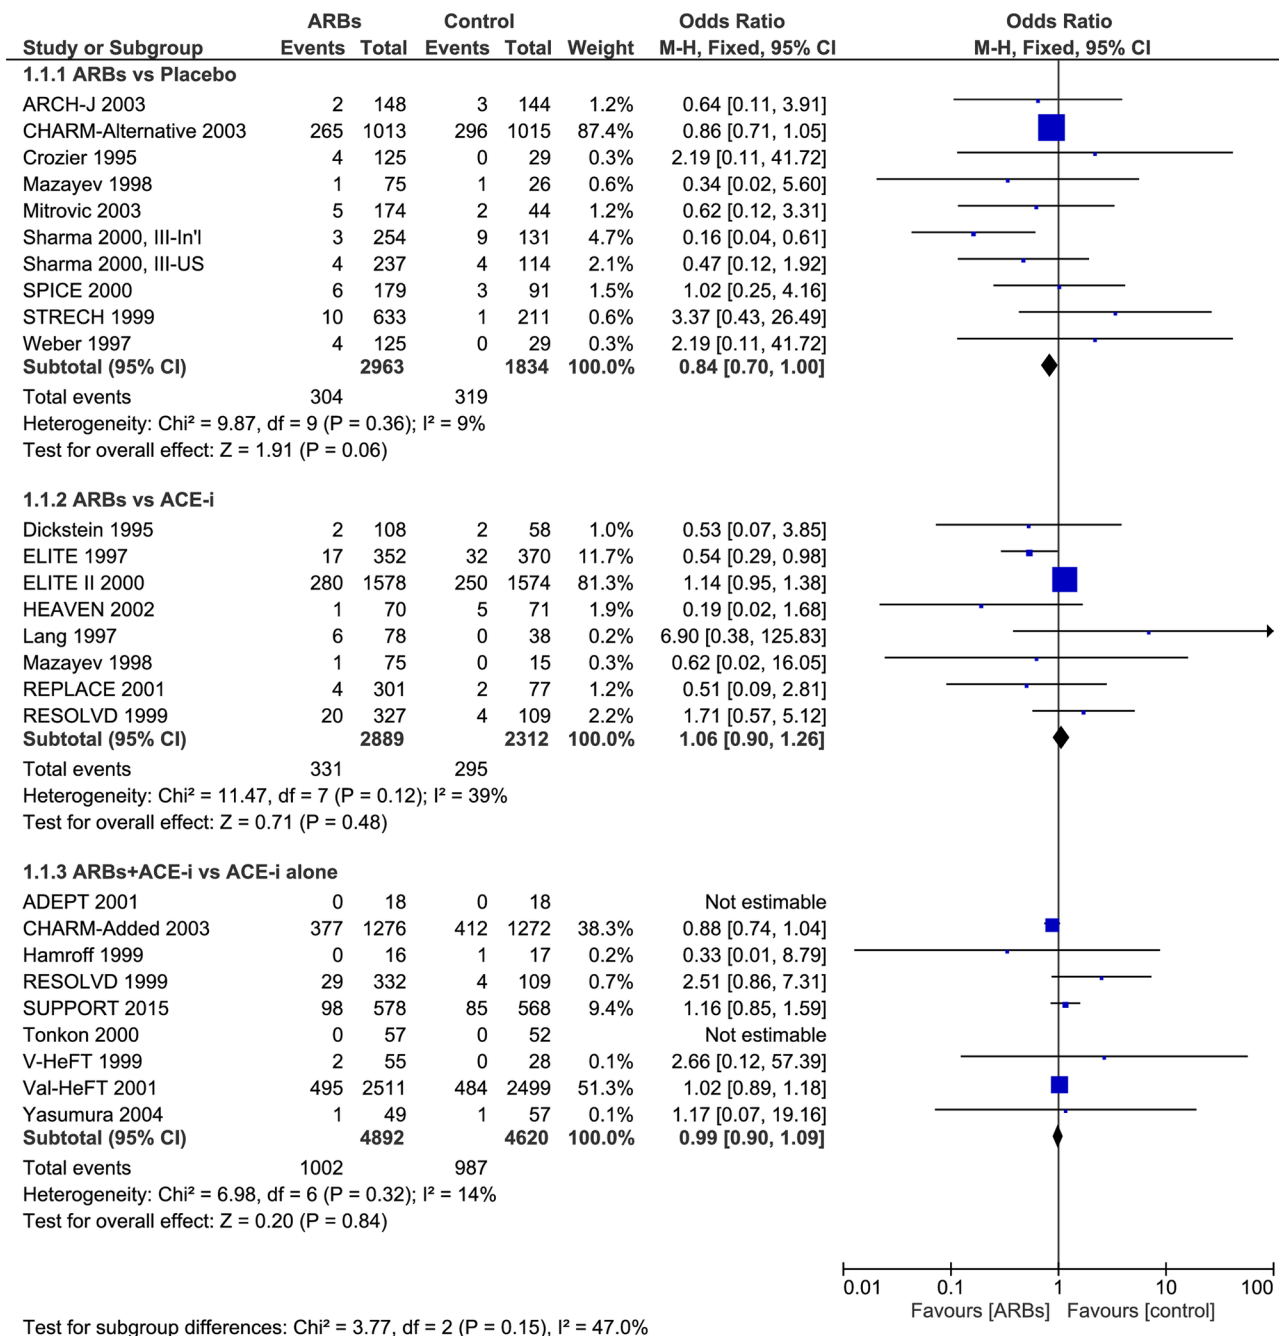 ARBs Control Odds Ratio Odds Ratio
Study or Subgroup Events Total Events Total Weight M-H, Fixed, 95% CI M-H, Fixed, 95% CI
1.1.1 ARBs vs Placebo
ARCH-J 2003 2 148 3 144 1.2% 0.64 [0.11, 3.91]
CHARM-Alternative 2003 265 1013 296 1015 87.4% 0.86 [0.71, 1.05]
Crozier 1995 4 125 0 29 0.3% 2.19 [0.11, 41.72]
Mazayev 1998 1 75 1 26 0.6% 0.34 [0.02, 5.60]
Mitrovic 2003 5 174 2 44 1.2% 0.62 [0.12, 3.31]
Sharma 2000, III-In'l 3 254 9 131 4.7% 0.16 [0.04, 0.61]
Sharma 2000, III-US 4 237 4 114 2.1% 0.47 [0.12, 1.92]
SPICE 2000 6 179 3 91 1.5% 1.02 [0.25, 4.16]
STRECH 1999 10 633 1 211 0.6% 3.37 [0.43, 26.49]
Weber 1997 4 125 0 29 0.3% 2.19 [0.11, 41.72]
Subtotal (95% CI) 2963 1834 100.0% 0.84 [0.70, 1.00]
Total events 304 319
Heterogeneity: Chi² = 9.87, df = 9 (P = 0.36); I² = 9%
Test for overall effect: Z = 1.91 (P = 0.06)
1.1.2 ARBs vs ACE-i
Dickstein 1995 2 108 2 58 1.0% 0.53 [0.07, 3.85]
ELITE 1997 17 352 32 370 11.7% 0.54 [0.29, 0.98]
ELITE II 2000 280 1578 250 1574 81.3% 1.14 [0.95, 1.38]
HEAVEN 2002 1 70 5 71 1.9% 0.19 [0.02, 1.68]
Lang 1997 6 78 0 38 0.2% 6.90 [0.38, 125.83]
Mazayev 1998 1 75 0 15 0.3% 0.62 [0.02, 16.05]
REPLACE 2001 4 301 2 77 1.2% 0.51 [0.09, 2.81]
RESOLVD 1999 20 327 4 109 2.2% 1.71 [0.57, 5.12]
Subtotal (95% CI) 2889 2312 100.0% 1.06 [0.90, 1.26]
Total events 331 295
Heterogeneity: Chi² = 11.47, df = 7 (P = 0.12); I² = 39%
Test for overall effect: Z = 0.71 (P = 0.48)
1.1.3 ARBs+ACE-i vs ACE-i alone
ADEPT 2001 0 18 0 18 Not estimable
CHARM-Added 2003 377 1276 412 1272 38.3% 0.88 [0.74, 1.04]
Hamroff 1999 0 16 1 17 0.2% 0.33 [0.01, 8.79]
RESOLVD 1999 29 332 4 109 0.7% 2.51 [0.86, 7.31]
SUPPORT 2015 98 578 85 568 9.4% 1.16 [0.85, 1.59]
Tonkon 2000 0 57 0 52 Not estimable
V-HeFT 1999 2 55 0 28 0.1% 2.66 [0.12, 57.39]
Val-HeFT 2001 495 2511 484 2499 51.3% 1.02 [0.89, 1.18]
Yasumura 2004 1 49 1 57 0.1% 1.17 [0.07, 19.16]
Subtotal (95% CI) 4892 4620 100.0% 0.99 [0.90, 1.09]
Total events 1002 987
Heterogeneity: Chi² = 6.98, df = 6 (P = 0.32); I² = 14%
Test for overall effect: Z = 0.20 (P = 0.84)
0.01 0.1 1 10 100
Favours [ARBs] Favours [control]
Test for subgroup differences: Chi² = 3.77, df = 2 (P = 0.15), I² = 47.0%